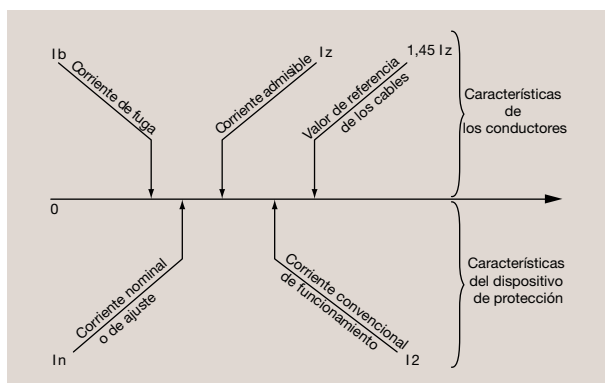 Ib
Corriente de fuga
Corriente admisible
Iz
Valor de referencia
de los cables
1,45 Iz
Características
de
los conductores
0
Corriente nominal
o de ajuste
In
Corriente convencional
de funcionamiento
I2
Características
del dispositivo
de protección